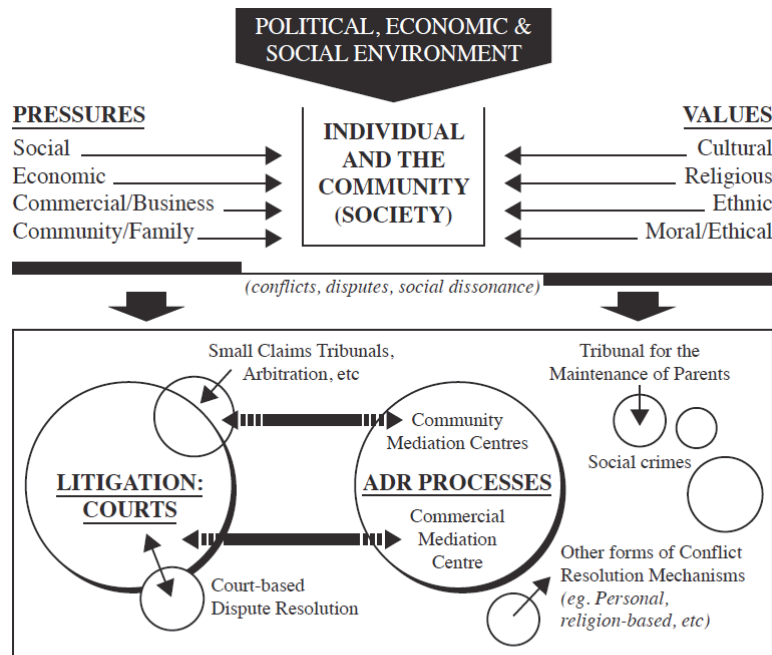 POLITICAL, ECONOMIC &
SOCIAL ENVIRONMENT
PRESSURES
Social
Economic
Commercial/Business
Community/Family
INDIVIDUAL
AND THE
COMMUNITY
(SOCIETY)
VALUES
Cultural
Religious
Ethnic
Moral/Ethical
(conflicts, disputes, social dissonance)
Small Claims Tribunals,
Arbitration, etc
LITIGATION:
COURTS
Court-based
Dispute Resolution
Community
Mediation Centres
ADR PROCESSES
Commercial
Mediation
Centre
Tribunal for the
Maintenance of Parents
Social crimes
Other forms of Conflict
Resolution Mechanisms
(eg. Personal,
religion-based, etc)